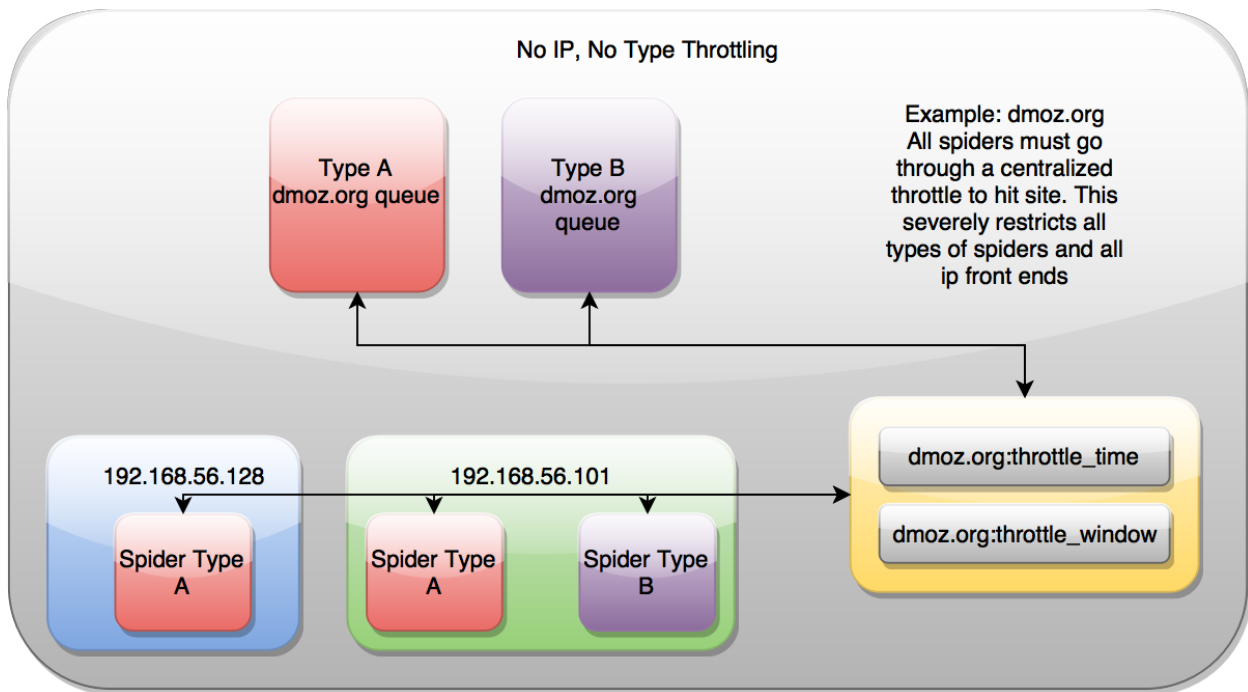 No IP, No Type Throttling
Type A
dmoz.org queue
Type B
dmoz.org
queue
Example: dmoz.org
All spiders must go
through a centralized
throttle to hit site. This
severely restricts all
types of spiders and all
ip front ends
192.168.56.128
Spider Type
A
192.168.56.101
Spider Type
A
Spider Type
B
dmoz.org:throttle_time
dmoz.org:throttle_window